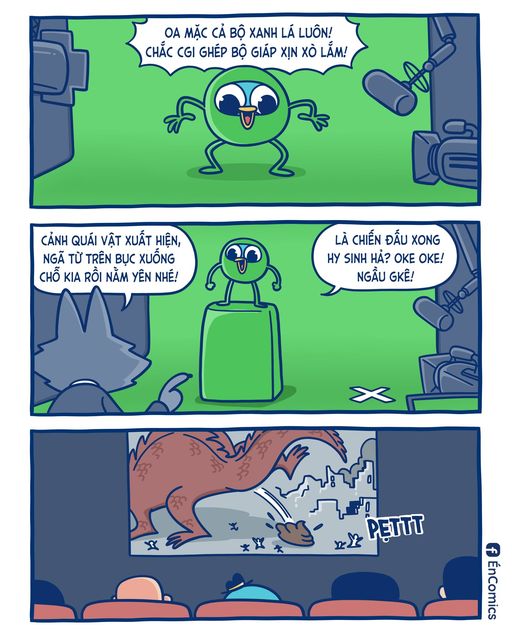 OA MẶC CẢ BỘ XANH LÁ LUÔN!
CHẮC CGI GHÉP BỘ GIÁP XỊN XÒ LẮM!
CẢNH QUÁI VẬT XUẤT HIỆN,
NGÃ TỪ TRÊN BỤC XUỐNG
CHỖ KIA RỒI NẰM YÊN NHÉ!
LÀ CHIẾN ĐẤU XONG
HY SINH HẢ? OKE OKE!
NGẦU GKÊ!
PẸTTT
ÉnComics